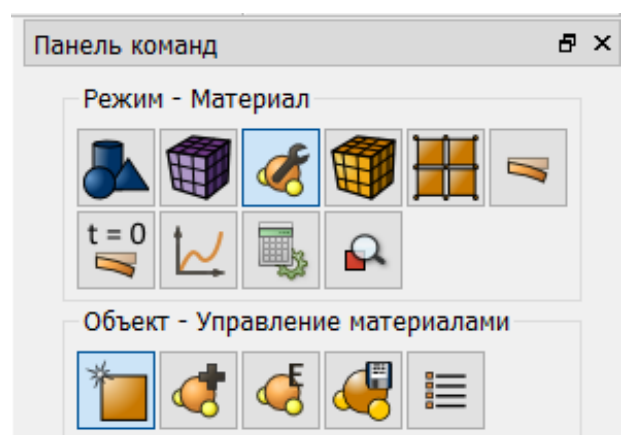 Панель команд
Режим - Материал
t = 0
Объект - Управление материалами
E